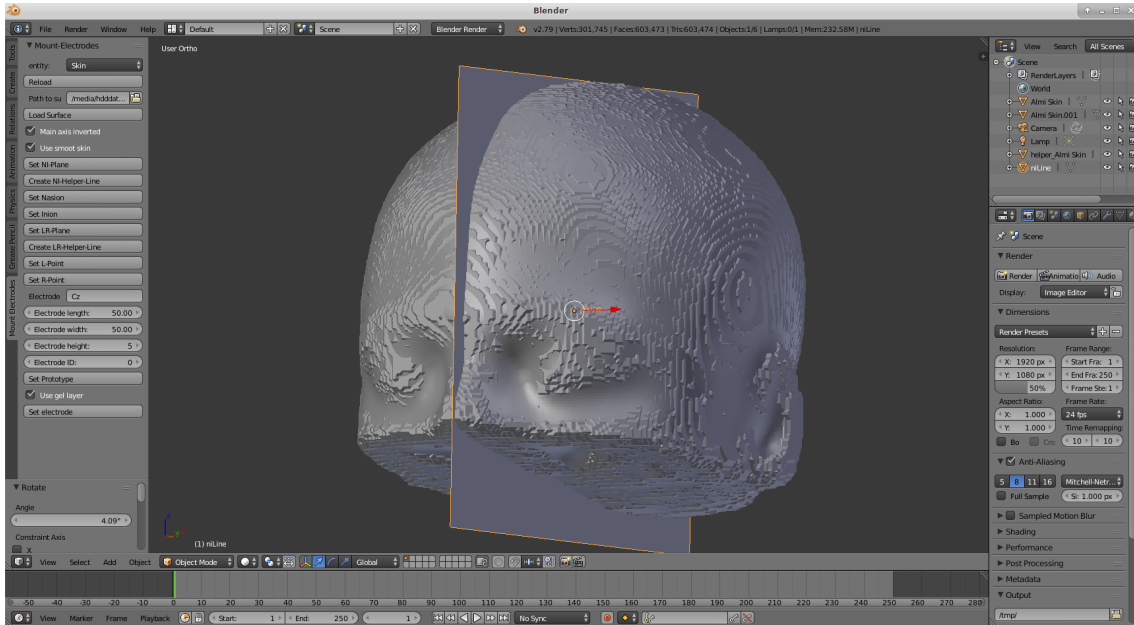 Blender
File Render Window Help Default Scene Blender Render v2.79 | Verts:301,745 | Faces:603,473 | Tris:603,474 | Objects:1/6 | Lamps:0/1 | Mem:232.58M | niLine
Tools
Create
Relations
Animation
Physics
Grease Pencil
Mount Electrodes
Mount-Electrodes
entity: Skin
Reload
Path to su /media/hdddat...
Load Surface
Main axis inverted
Use smoot skin
Set NI-Plane
Create NI-Helper-Line
Set Nasion
Set Inion
Set LR-Plane
Create LR-Helper-Line
Set L-Point
Set R-Point
Electrode Cz
Electrode length: 50.00
Electrode width: 50.00
Electrode height: 5
Electrode ID: 0
Set Prototype
Use gel layer
Set electrode
Rotate
Angle
4.09°
Constraint Axis
X
User Ortho
(1) niLine
View Select Add Object Object Mode Global
-50 -40 -30 -20 -10 0 10 20 30 40 50 60 70 80 90 100 110 120 130 140 150 160 170 180 190 200 210 220 230 240 250 260 270 280
View Marker Frame Playback Start: 1 End: 250 1 No Sync
View Search All Scenes
Scene
RenderLayers
World
Almi Skin
Almi Skin.001
Camera
Lamp
helper_Almi Skin
niLine
Scene
Render
Render Animatio Audio
Display: Image Editor
Dimensions
Render Presets
Resolution: Frame Range:
X: 1920 px Start Fra: 1
Y: 1080 px End Fra: 250
50% Frame Ste: 1
Aspect Ratio: Frame Rate:
X: 1.000 24 fps
Y: 1.000 Time Remapping:
Bo Cro 10 10
Anti-Aliasing
5 8 11 16 Mitchell-Netr...
Full Sample Si: 1.000 px
Sampled Motion Blur
Shading
Performance
Post Processing
Metadata
Output
/tmp/